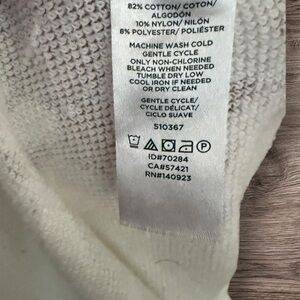 82% COTTON/ COTON/
ALGODÓN
10% NYLON/ NILÓN
8% POLYESTER/ POLIÉSTER
MACHINE WASH COLD
GENTLE CYCLE
ONLY NON-CHLORINE
BLEACH WHEN NEEDED
TUMBLE DRY LOW
COOL IRON IF NEEDED
OR DRY CLEAN
GENTLE CYCLE/
CYCLE DÉLICAT/
CICLO SUAVE
510367
ID#70284
CA#57421
RN#140923